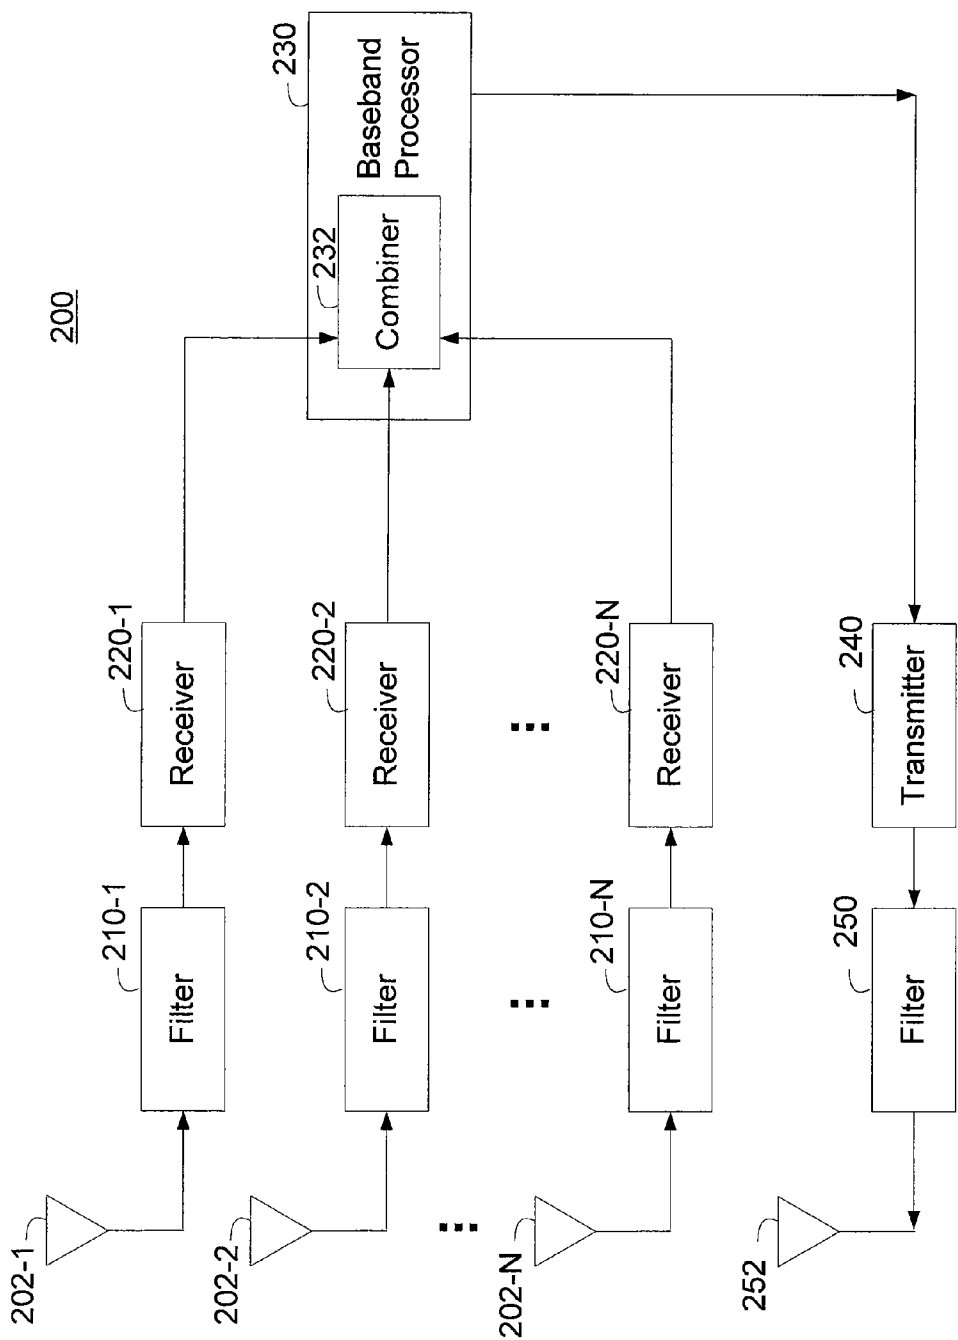 200
202-1
210-1
Filter
220-1
Receiver
230
Baseband
Processor
232
Combiner
202-2
210-2
Filter
220-2
Receiver
202-N
210-N
Filter
220-N
Receiver
252
250
Filter
240
Transmitter